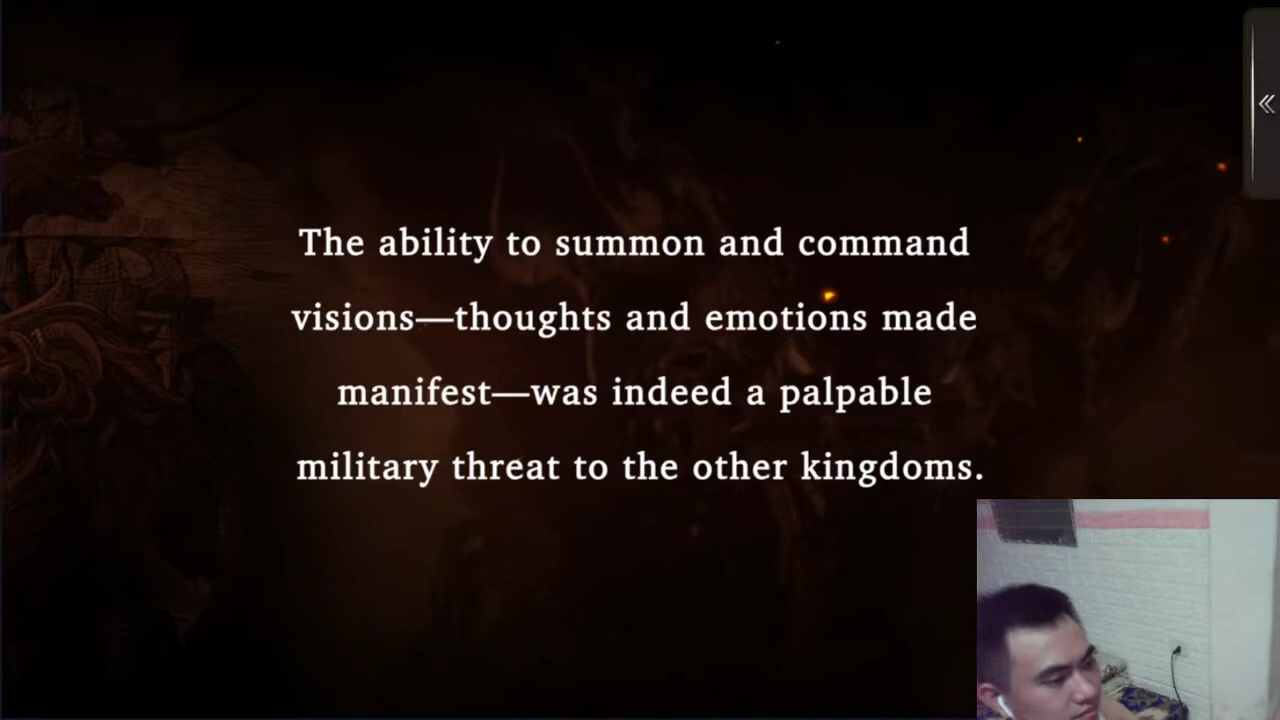 The ability to summon and command
visions—thoughts and emotions made
manifest—was indeed a palpable
military threat to the other kingdoms.